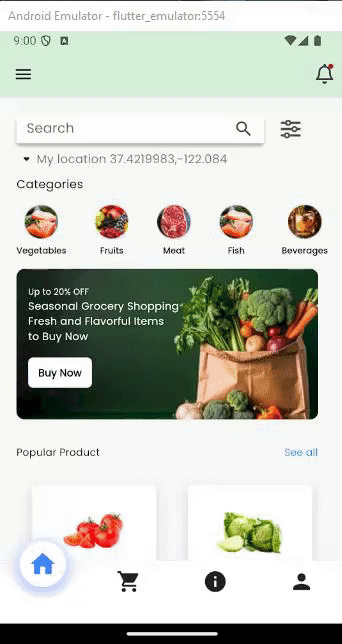 Android Emulator - flutter_emulator:5554
9:00
Search
My location 37.4219983,-122.084
Categories
Vegetables Fruits Meat Fish Beverages
Up to 20% OFF
Seasonal Grocery Shopping
Fresh and Flavorful Items
to Buy Now
Buy Now
Popular Product See all